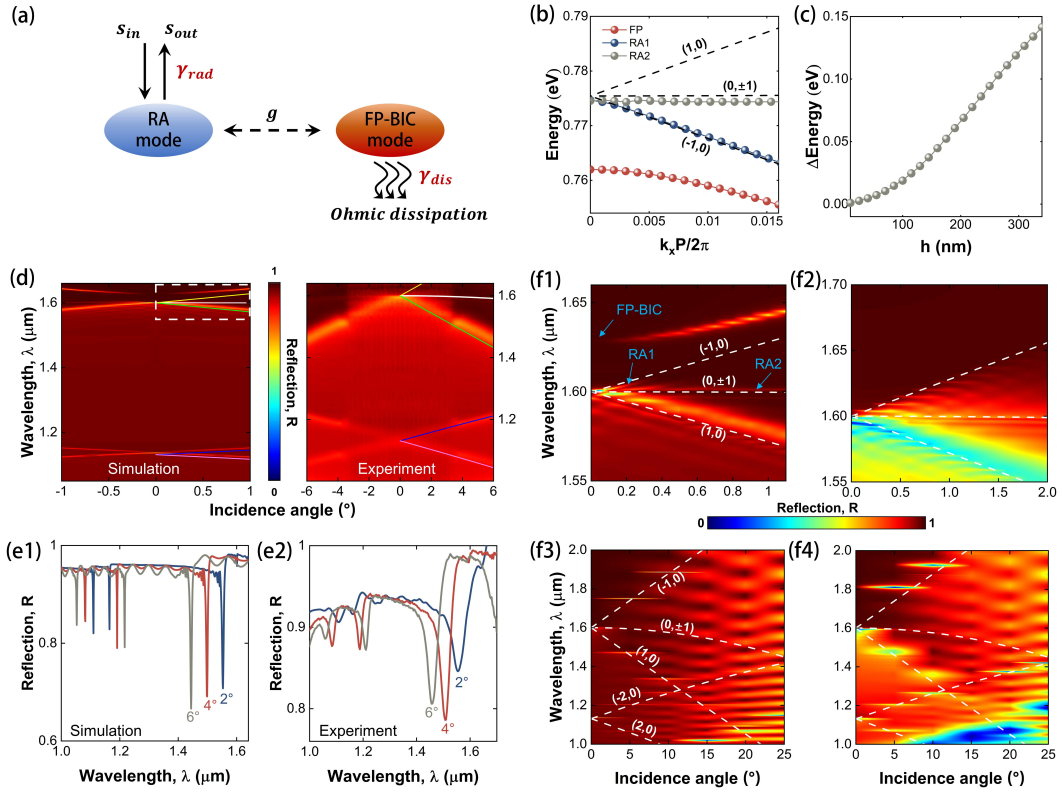 (a)
s_in s_out
γ_rad
RA
mode
g
FP-BIC
mode
γ_dis
Ohmic dissipation
(b)
0.79
0.78
0.77
0.76
Energy (eV)
FP
RA1
RA2
(1,0)
(0,±1)
(-1,0)
0 0.005 0.01 0.015
k_xP/2π
(c)
0.15
0.10
0.05
0.00
ΔEnergy (eV)
100 200 300
h (nm)
(d)
1.6
1.4
1.2
Wavelength, λ (μm)
Simulation
-1 -0.5 0 0.5 1
1
Reflection, R
0
1.6
1.4
1.2
Experiment
-6 -4 -2 0 2 4 6
Incidence angle (°)
(e1)
1
0.9
0.8
0.7
0.6
Reflection, R
6° 4° 2°
Simulation
1.0 1.2 1.4 1.6
Wavelength, λ (μm)
(e2)
1
0.9
0.8
Reflection, R
2°
6°
4°
Experiment
1.0 1.2 1.4 1.6
Wavelength, λ (μm)
(f1)
1.65
1.60
1.55
Wavelength, λ (μm)
FP-BIC
RA1
(-1,0)
RA2
(0,±1)
(1,0)
0 0.2 0.4 0.6 0.8 1
(f2)
2.0
1.65
1.60
1.55
0.0 0.5 1.0 1.5 2.0
Reflection, R
0 1
(f3)
2.0
1.8
1.6
1.4
1.2
1.0
Wavelength, λ (μm)
(-1,0)
(0,±1)
(1,0)
(-2,0)
(2,0)
0 5 10 15 20 25
Incidence angle (°)
(f4)
2.0
1.8
1.6
1.4
1.2
1.0
0 5 10 15 20 25
Incidence angle (°)